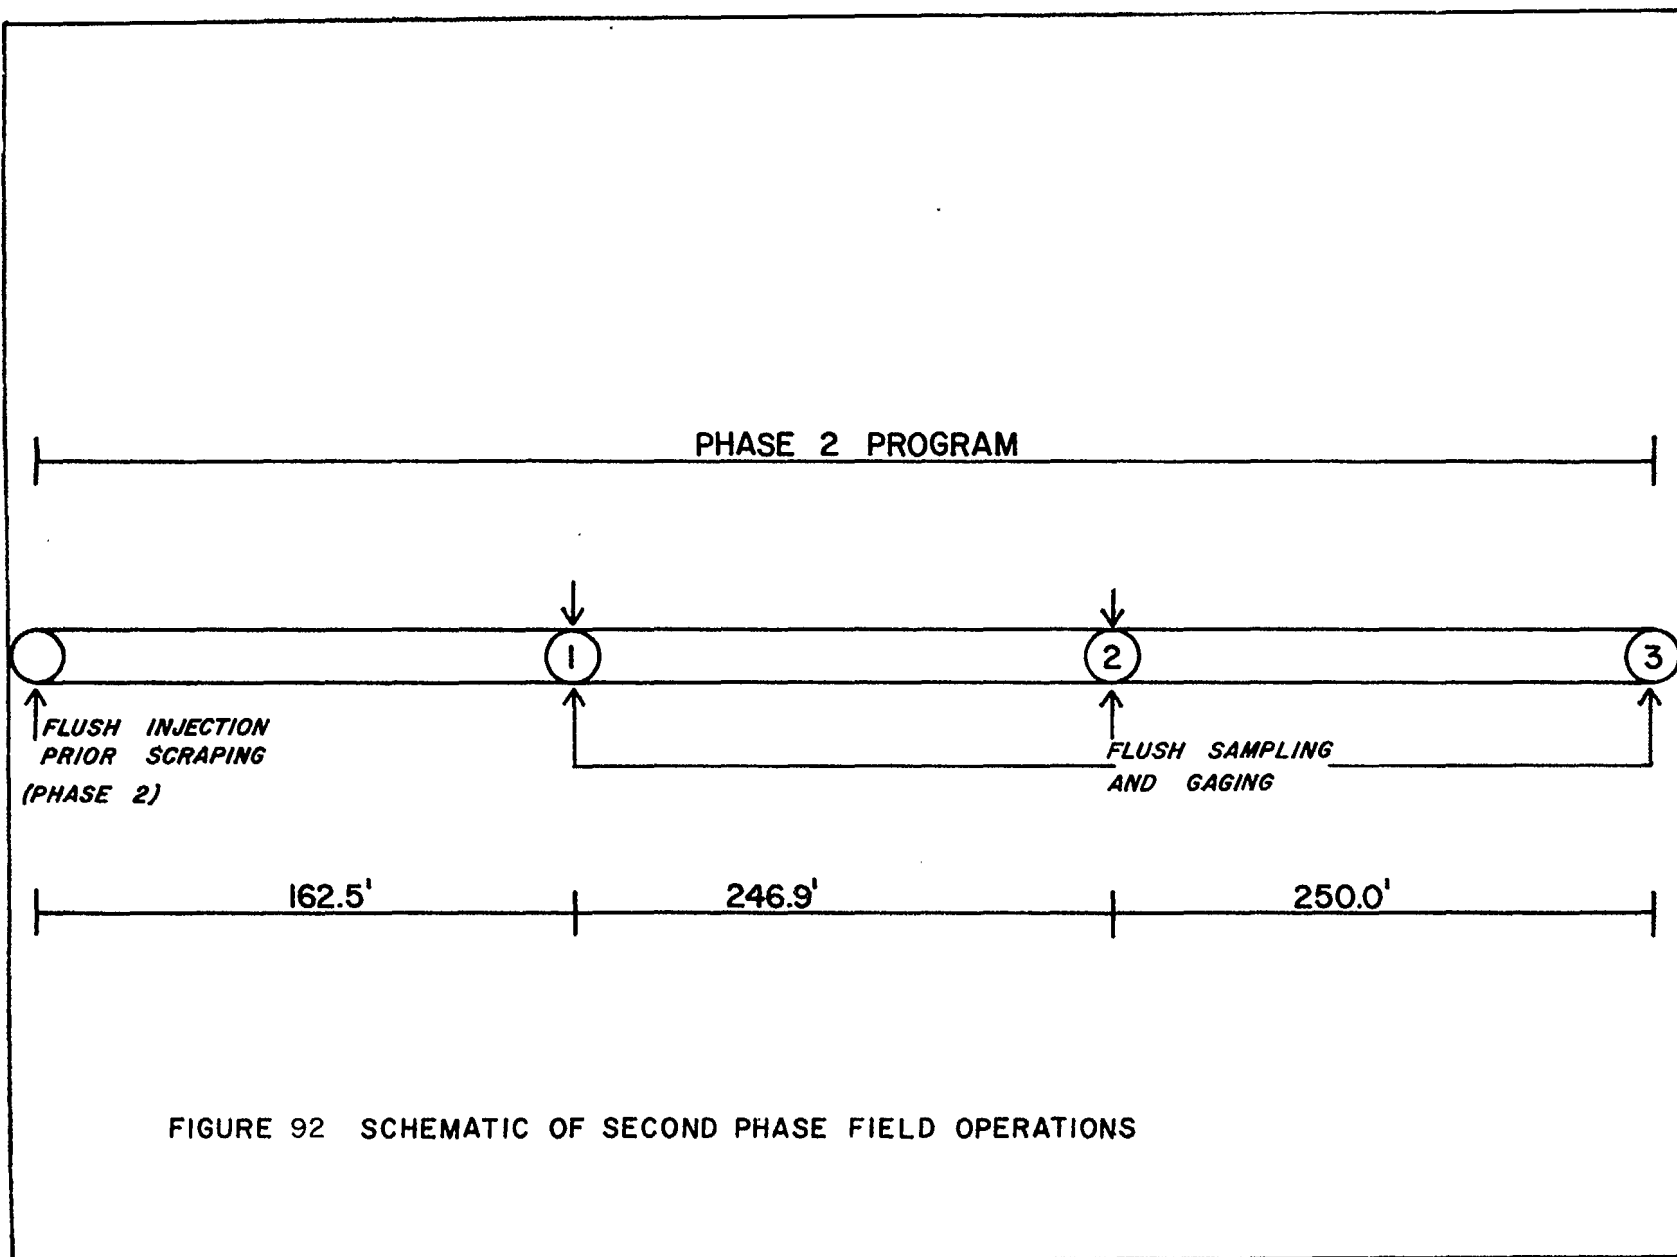 PHASE 2 PROGRAM
1
2
3
FLUSH INJECTION
PRIOR SCRAPING
(PHASE 2)
FLUSH SAMPLING
AND GAGING
162.5'
246.9'
250.0'
FIGURE 92 SCHEMATIC OF SECOND PHASE FIELD OPERATIONS